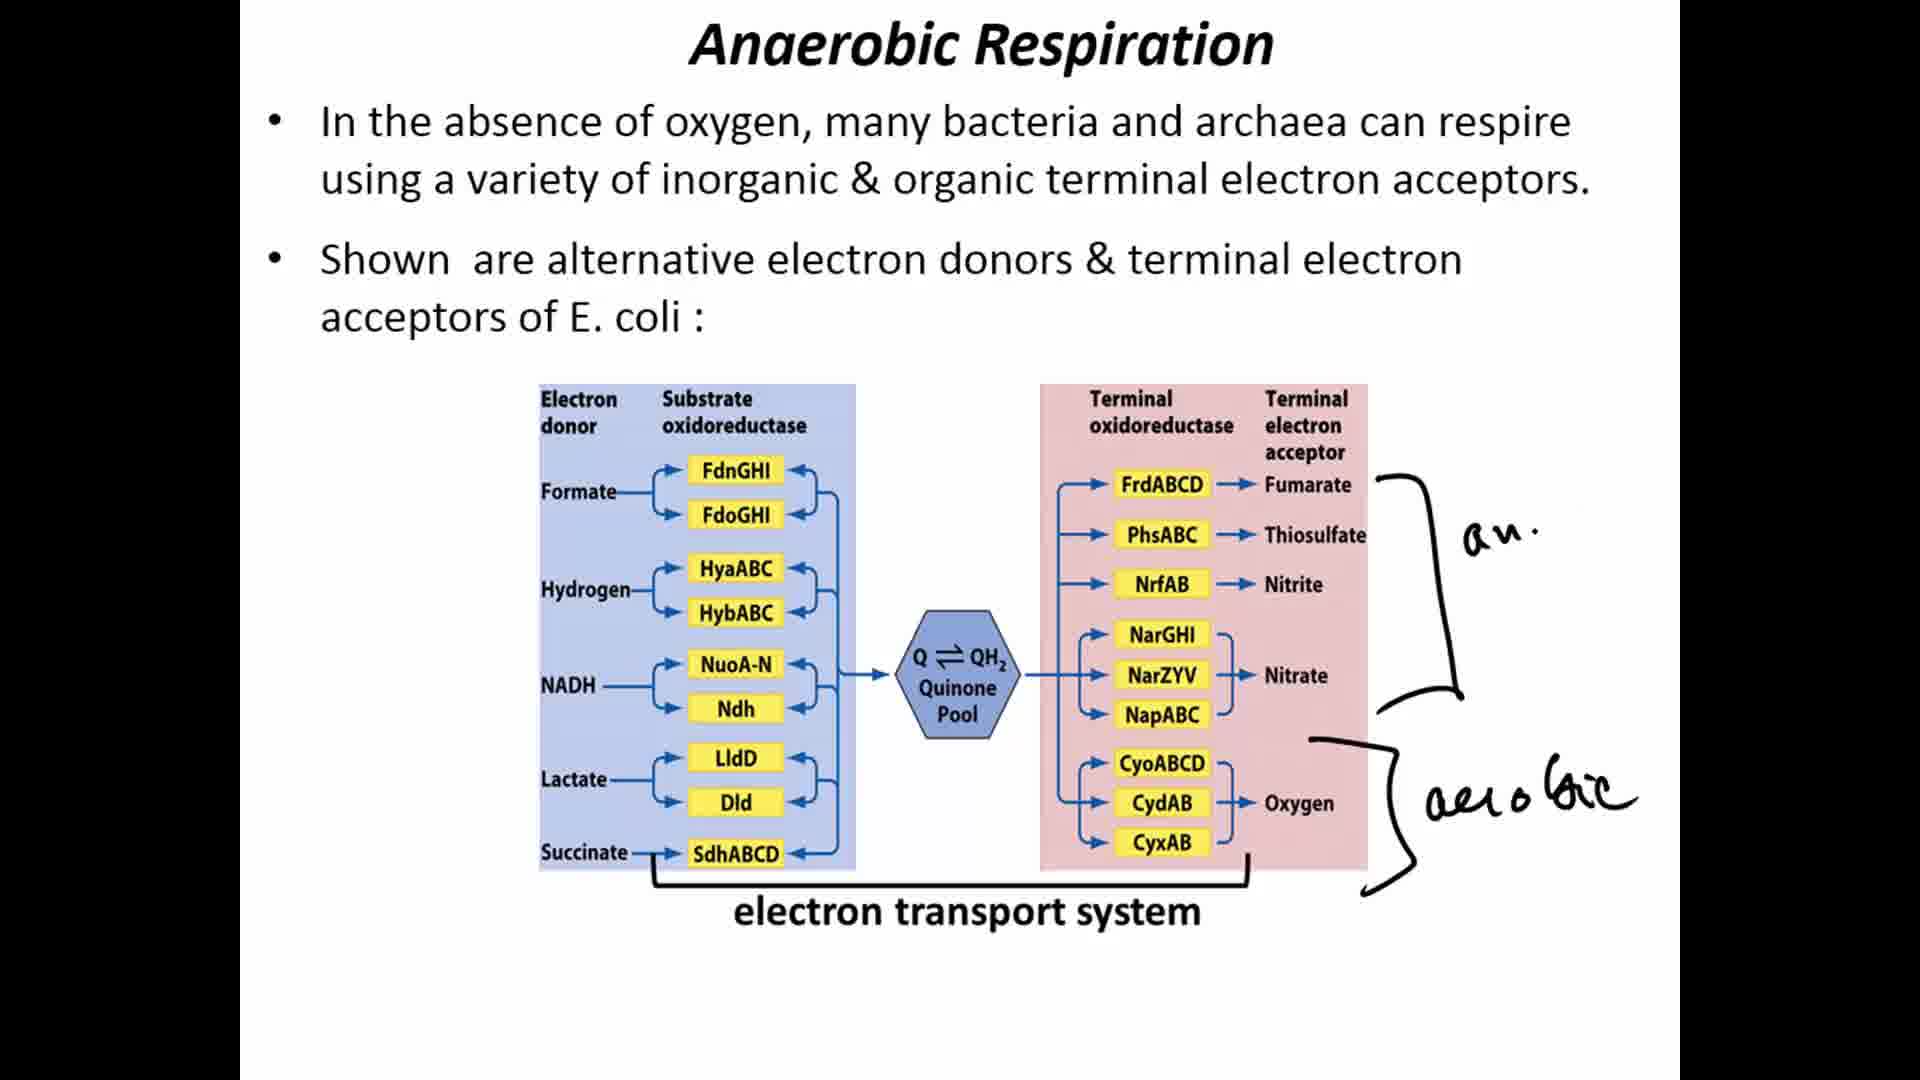 Anaerobic Respiration
• In the absence of oxygen, many bacteria and archaea can respire
using a variety of inorganic & organic terminal electron acceptors.
• Shown are alternative electron donors & terminal electron
acceptors of E. coli :
Electron
donor
Substrate
oxidoreductase
Formate
FdnGHI
FdoGHI
Hydrogen
HyaABC
HybABC
NADH
NuoA-N
Ndh
Lactate
LldD
Dld
Succinate
SdhABCD
Q ⇌ QH₂
Quinone
Pool
Terminal
oxidoreductase
Terminal
electron
acceptor
FrdABCD
Fumarate
PhsABC
Thiosulfate
NrfAB
Nitrite
NarGHI
NarZYV
Nitrate
NapABC
CyoABCD
CydAB
Oxygen
CyxAB
an.
aerobic
electron transport system